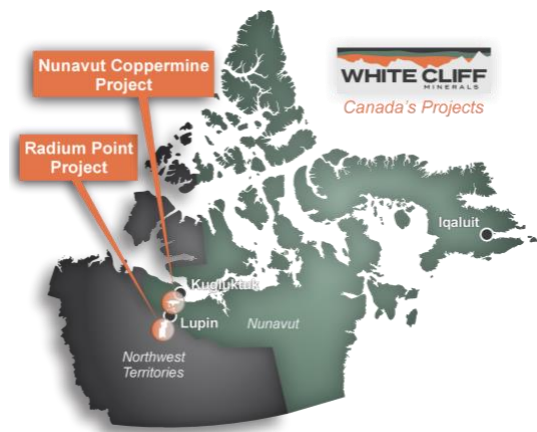 Nunavut Coppermine
Project
Radium Point
Project
WHITE CLIFF
MINERALS
Canada's Projects
Iqaluit
Kugluktuk
Lupin
Nunavut
Northwest
Territories